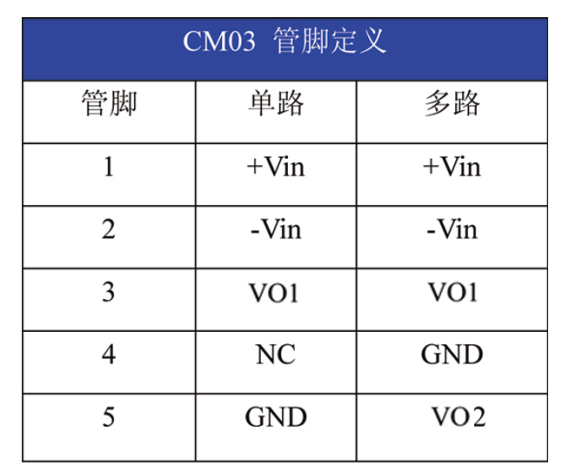 CM03 管脚定义
管脚 单路 多路
1 +Vin +Vin
2 -Vin -Vin
3 VO1 VO1
4 NC GND
5 GND VO2